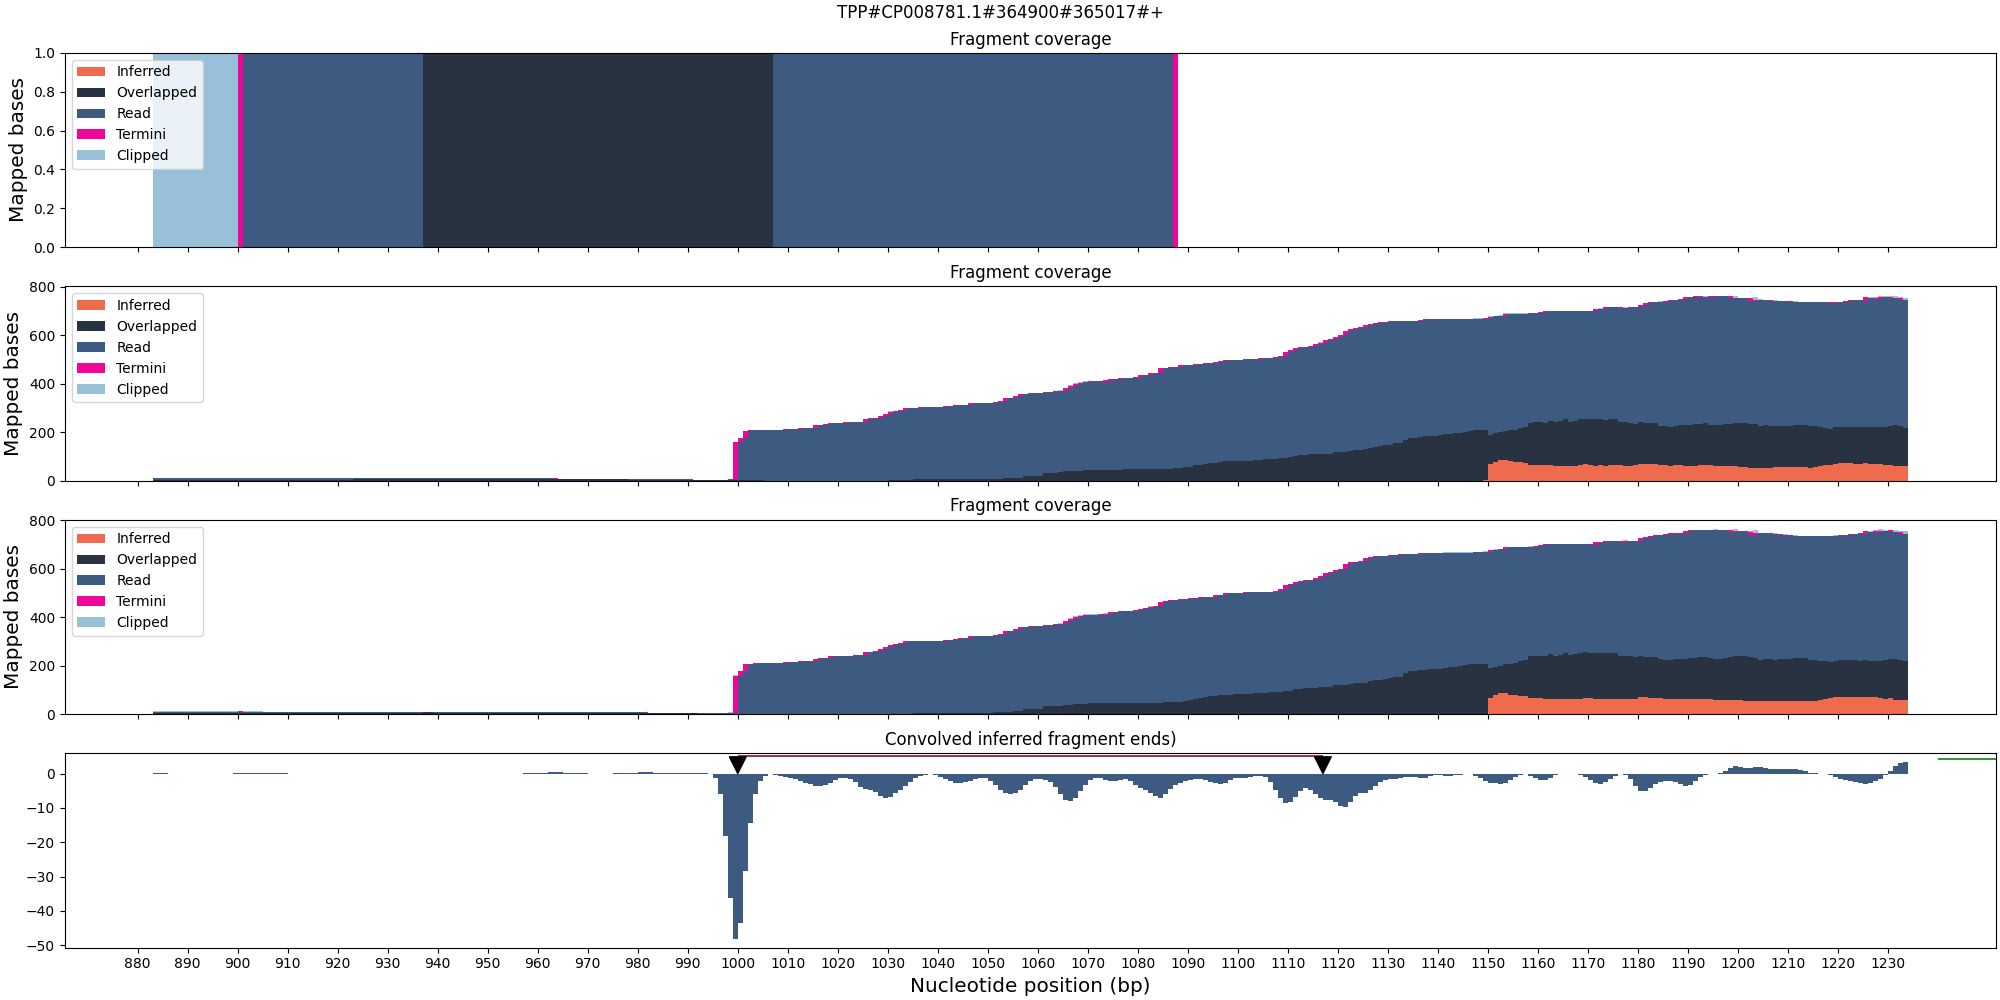 TPP#CP008781.1#364900#365017#+
Fragment coverage
Mapped bases
1.0
0.8
0.6
0.4
0.2
0.0
Inferred
Overlapped
Read
Termini
Clipped
Fragment coverage
Mapped bases
800
600
400
200
0
Inferred
Overlapped
Read
Termini
Clipped
Fragment coverage
Mapped bases
800
600
400
200
0
Inferred
Overlapped
Read
Termini
Clipped
Convolved inferred fragment ends)
0
−10
−20
−30
−40
−50
880 890 900 910 920 930 940 950 960 970 980 990 1000 1010 1020 1030 1040 1050 1060 1070 1080 1090 1100 1110 1120 1130 1140 1150 1160 1170 1180 1190 1200 1210 1220 1230
Nucleotide position (bp)